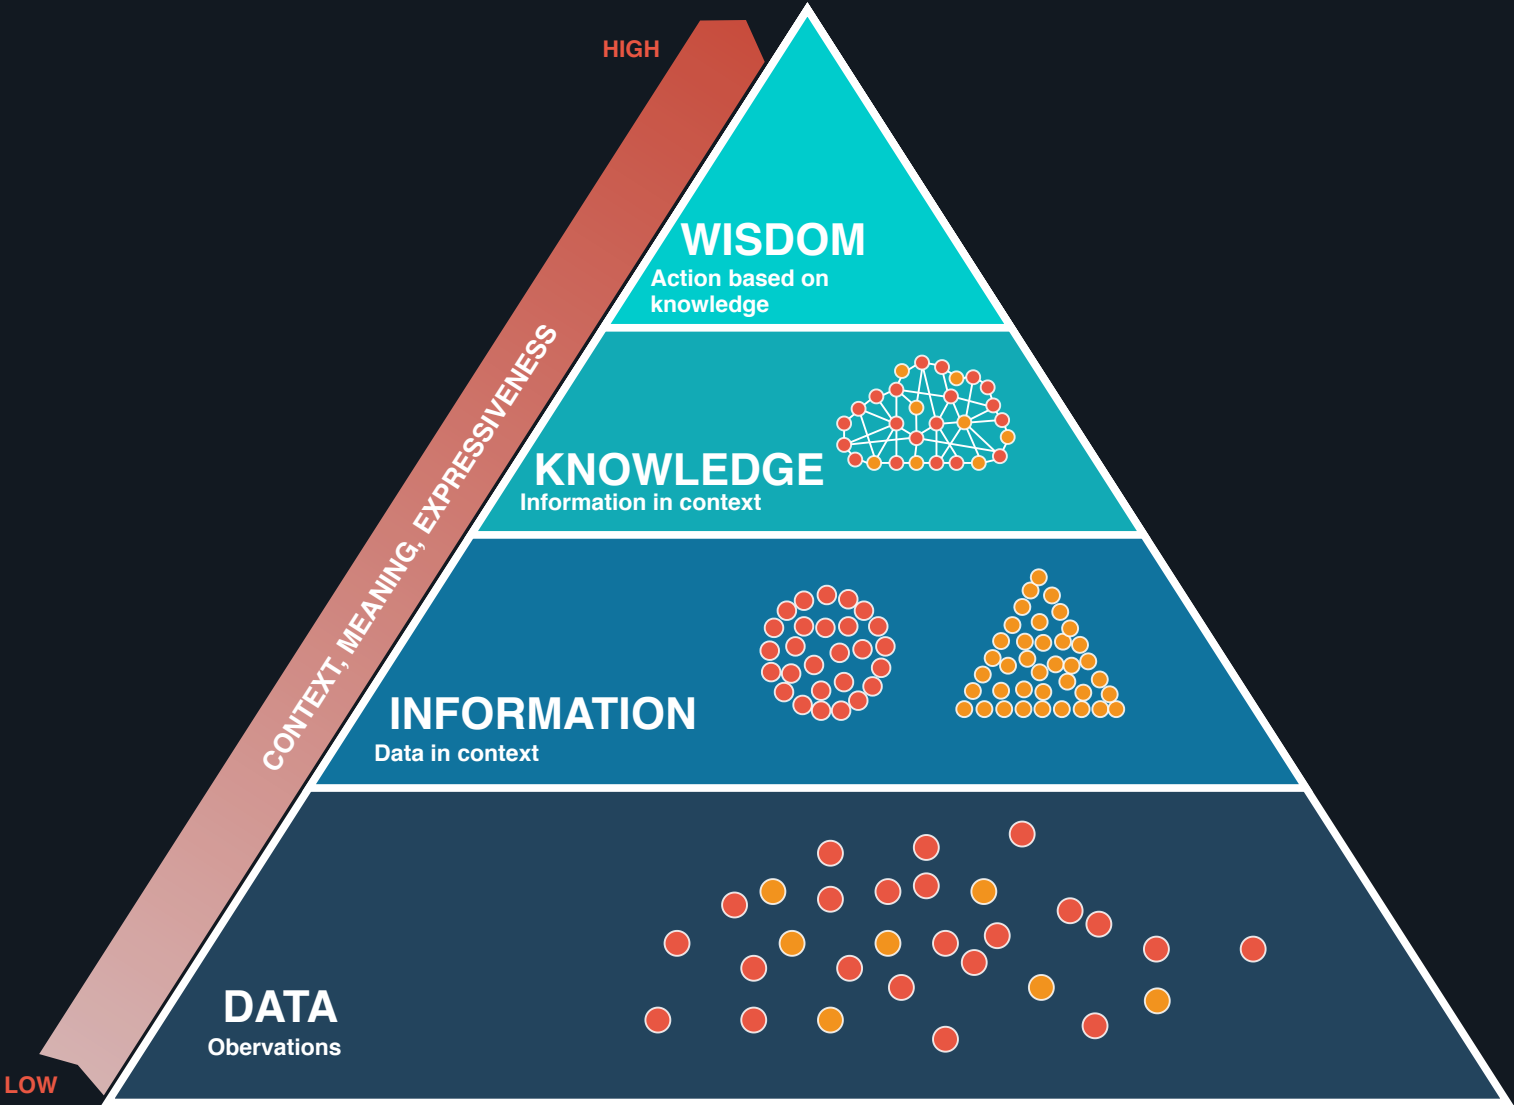 HIGH
WISDOM
Action based on
knowledge
CONTEXT, MEANING, EXPRESSIVENESS
KNOWLEDGE
Information in context
INFORMATION
Data in context
DATA
Obervations
LOW